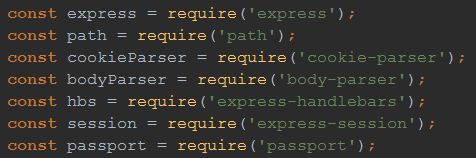 const express = require('express');
const path = require('path');
const cookieParser = require('cookie-parser');
const bodyParser = require('body-parser');
const hbs = require('express-handlebars');
const session = require('express-session');
const passport = require('passport');